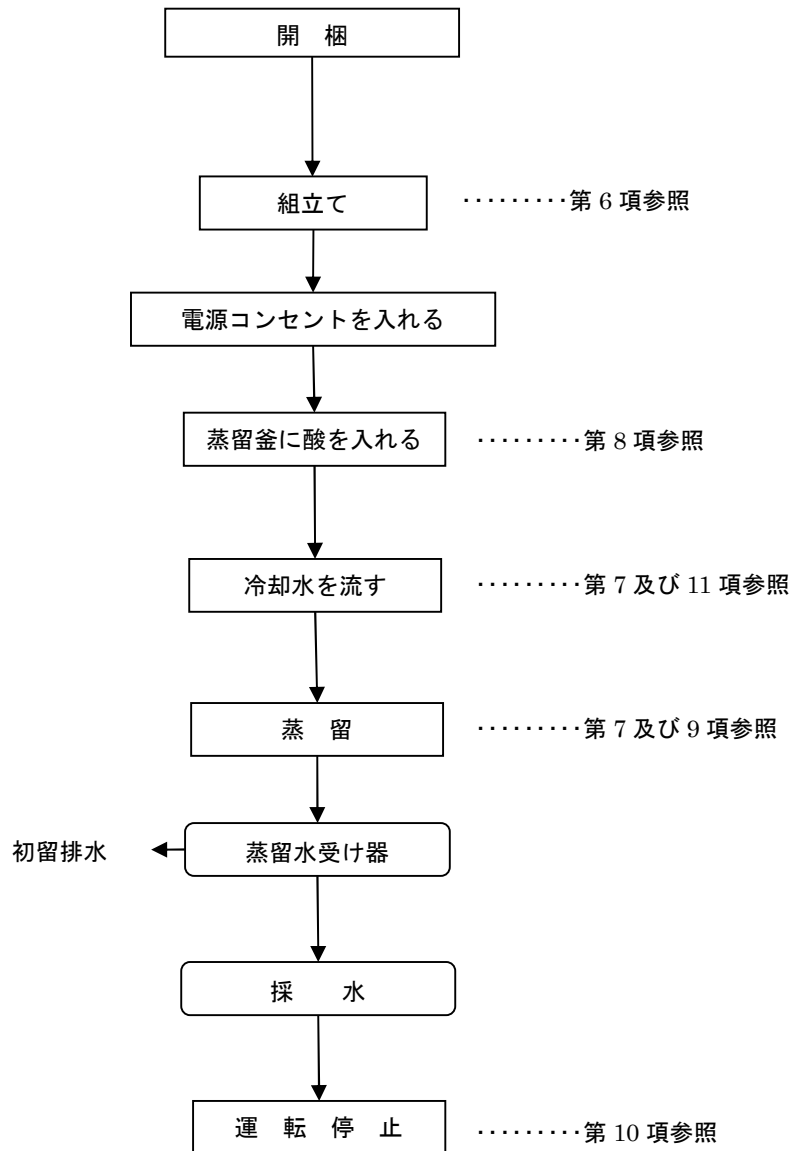 開　梱
組立て ·········第 6 項参照
電源コンセントを入れる
蒸留釜に酸を入れる ·········第 8 項参照
冷却水を流す ·········第 7 及び 11 項参照
蒸　留 ·········第 7 及び 9 項参照
初留排水 蒸留水受け器
採　　水
運　転　停　止 ·········第 10 項参照